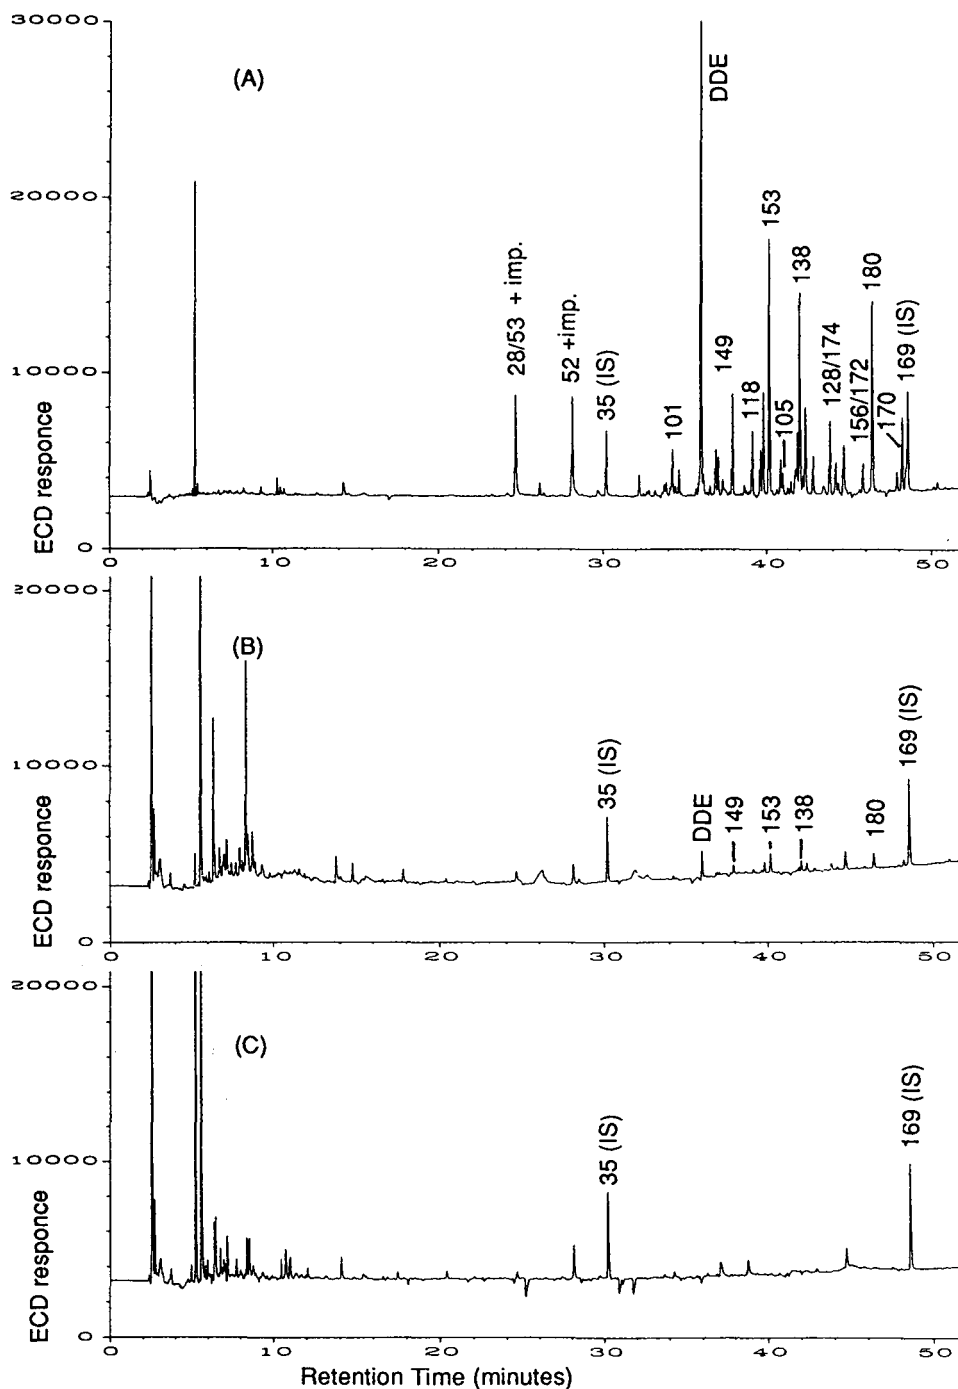 30000
(A)
DDE
20000
153
138
180
28/53 + imp.
52 +imp.
35 (IS)
149
128/174
169 (IS)
10000
101
118
105
156/172
170
ECD responce
0
0 10 20 30 40 50
20000
(B)
10000
35 (IS)
DDE
149
153
138
180
169 (IS)
ECD responce
0
0 10 20 30 40 50
20000
(C)
10000
35 (IS)
169 (IS)
ECD responce
0
0 10 20 30 40 50
Retention Time (minutes)